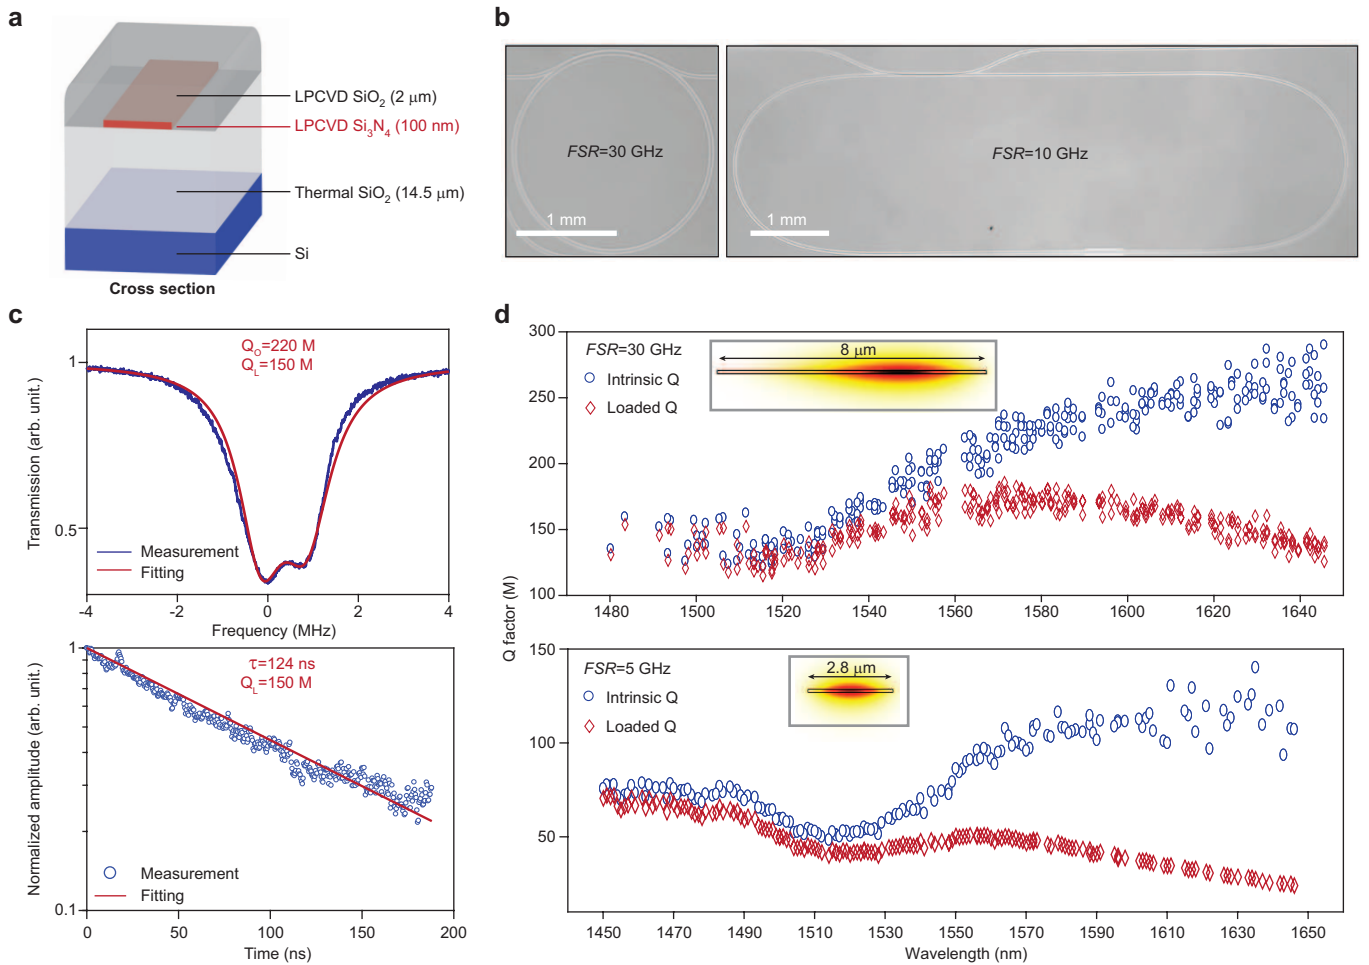 a
LPCVD SiO2 (2 μm)
LPCVD Si3N4 (100 nm)
Thermal SiO2 (14.5 μm)
Si
Cross section
b
FSR=30 GHz
1 mm
FSR=10 GHz
1 mm
c
Transmission (arb. unit.)
1
0.5
QO=220 M
QL=150 M
Measurement
Fitting
-4 -2 0 2 4
Frequency (MHz)
Normalized amplitude (arb. unit.)
1
0.1
τ=124 ns
QL=150 M
Measurement
Fitting
0 50 100 150 200
Time (ns)
d
Q factor (M)
300
250
200
150
100
FSR=30 GHz
Intrinsic Q
Loaded Q
8 μm
1480 1500 1520 1540 1560 1580 1600 1620 1640
150
100
50
FSR=5 GHz
Intrinsic Q
Loaded Q
2.8 μm
1450 1470 1490 1510 1530 1550 1570 1590 1610 1630 1650
Wavelength (nm)